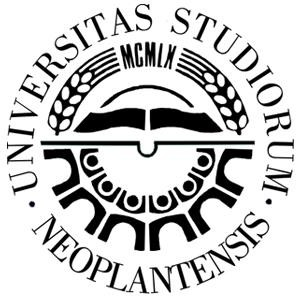 UNIVERSITAS STUDIORUM
MCMLX
· NEOPLANTENSIS ·